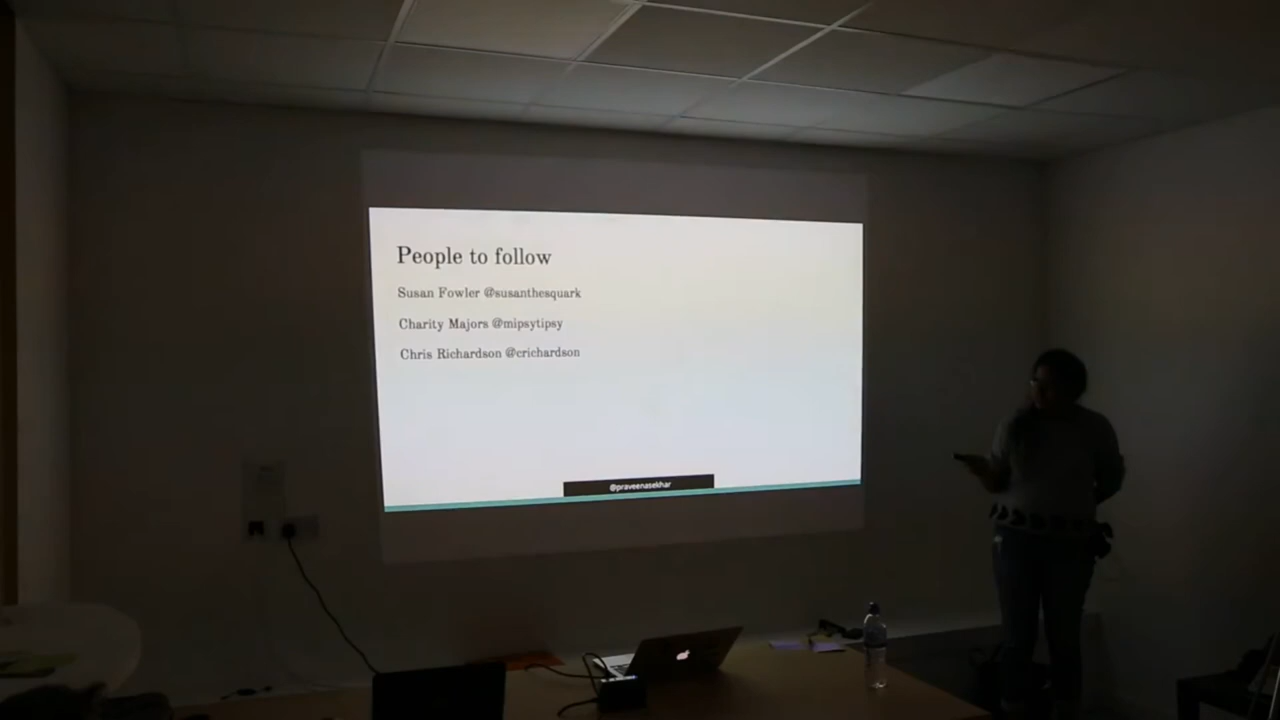 People to follow
Susan Fowler @susanthesquark
Charity Majors @mipsytipsy
Chris Richardson @crichardson
@praveenasekhar